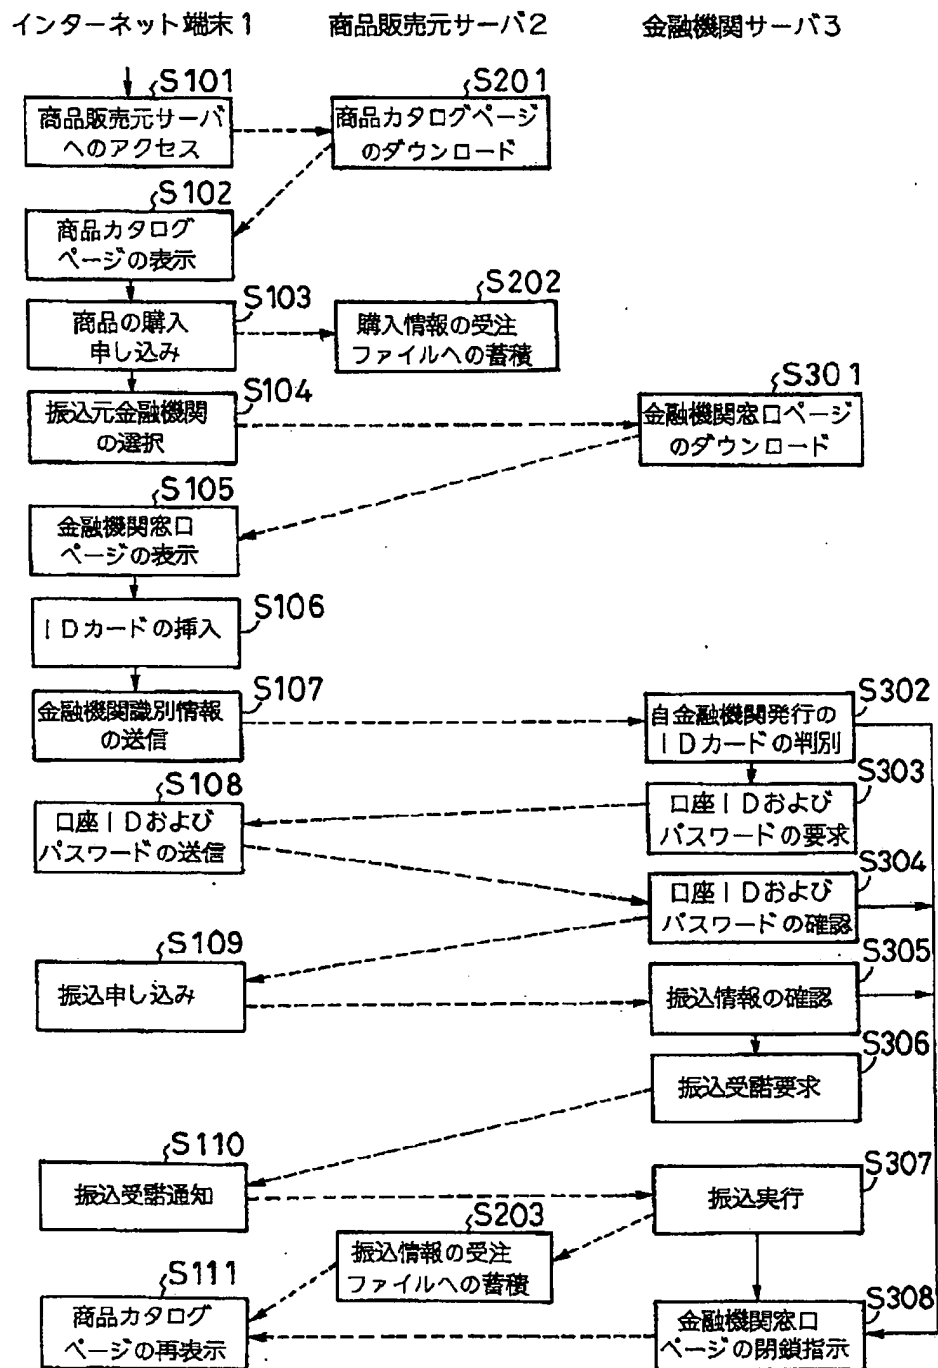 インターネット端末1
商品販売元サーバ2
金融機関サーバ3
S101
商品販売元サーバ
へのアクセス
S201
商品カタログページ
のダウンロード
S102
商品カタログ
ページの表示
S103
商品の購入
申し込み
S202
購入情報の受注
ファイルへの蓄積
S104
振込元金融機関
の選択
S301
金融機関窓口ページ
のダウンロード
S105
金融機関窓口
ページの表示
S106
IDカードの挿入
S107
金融機関識別情報
の送信
S302
自金融機関発行の
IDカードの判別
S303
口座IDおよび
パスワードの要求
S108
口座IDおよび
パスワードの送信
S304
口座IDおよび
パスワードの確認
S109
振込申し込み
S305
振込情報の確認
S306
振込受諾要求
S110
振込受諾通知
S307
振込実行
S203
振込情報の受注
ファイルへの蓄積
S111
商品カタログ
ページの再表示
S308
金融機関窓口
ページの閉鎖指示